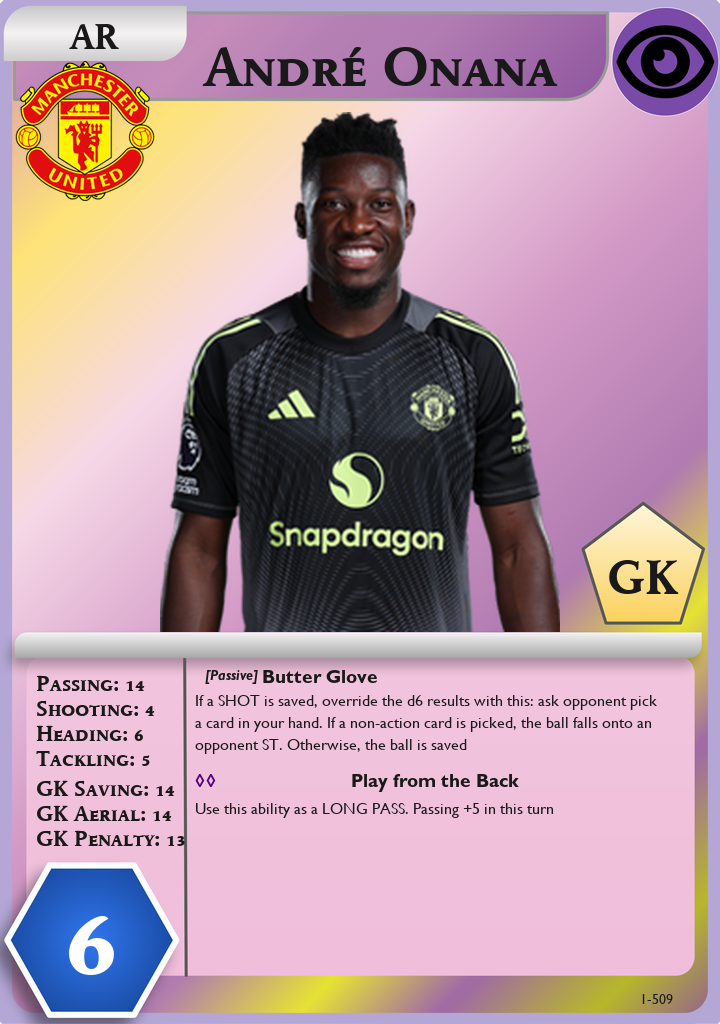 AR
André Onana
MANCHESTER
UNITED
Snapdragon
GK
Passing: 14
Shooting: 4
Heading: 6
Tackling: 5
GK Saving: 14
GK Aerial: 14
GK Penalty: 13
6
[Passive] Butter Glove
If a SHOT is saved, override the d6 results with this: ask opponent pick
a card in your hand. If a non-action card is picked, the ball falls onto an
opponent ST. Otherwise, the ball is saved
◊◊ Play from the Back
Use this ability as a LONG PASS. Passing +5 in this turn
1-509